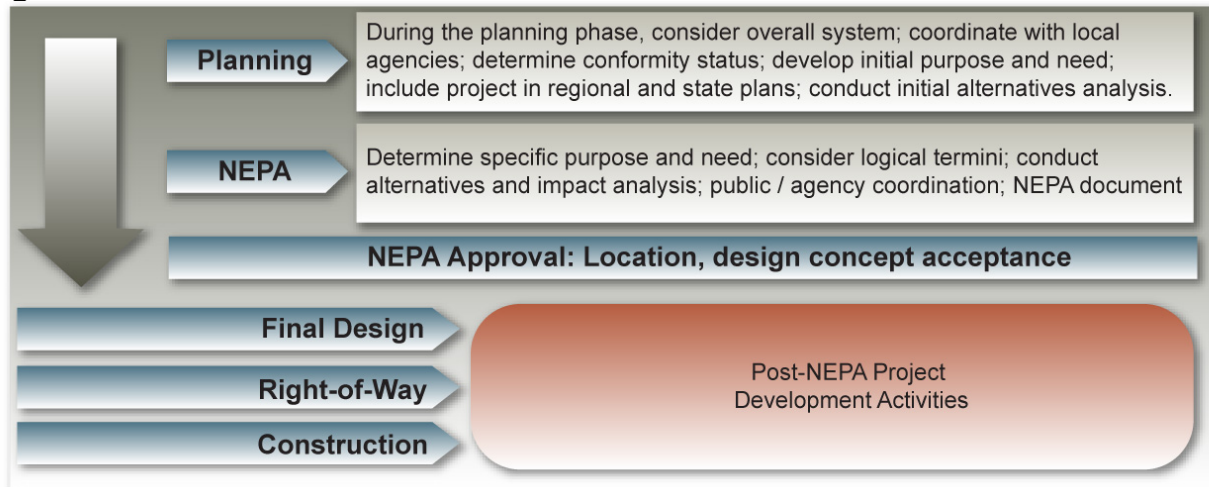 Planning
During the planning phase, consider overall system; coordinate with local
agencies; determine conformity status; develop initial purpose and need;
include project in regional and state plans; conduct initial alternatives analysis.
NEPA
Determine specific purpose and need; consider logical termini; conduct
alternatives and impact analysis; public / agency coordination; NEPA document
NEPA Approval: Location, design concept acceptance
Final Design
Right-of-Way
Construction
Post-NEPA Project
Development Activities